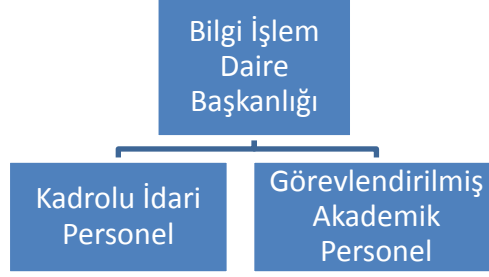 Bilgi İşlem
Daire
Başkanlığı
Kadrolu İdari
Personel
Görevlendirilmiş
Akademik
Personel